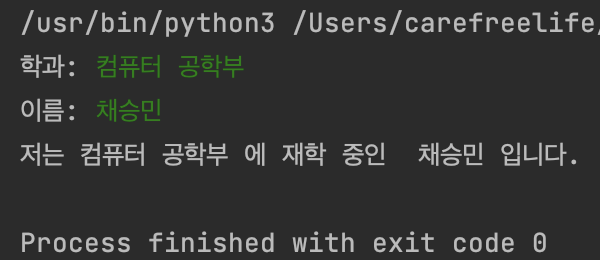 /usr/bin/python3 /Users/carefreelife/
학과: 컴퓨터 공학부
이름: 채승민
저는 컴퓨터 공학부 에 재학 중인  채승민 입니다.
Process finished with exit code 0